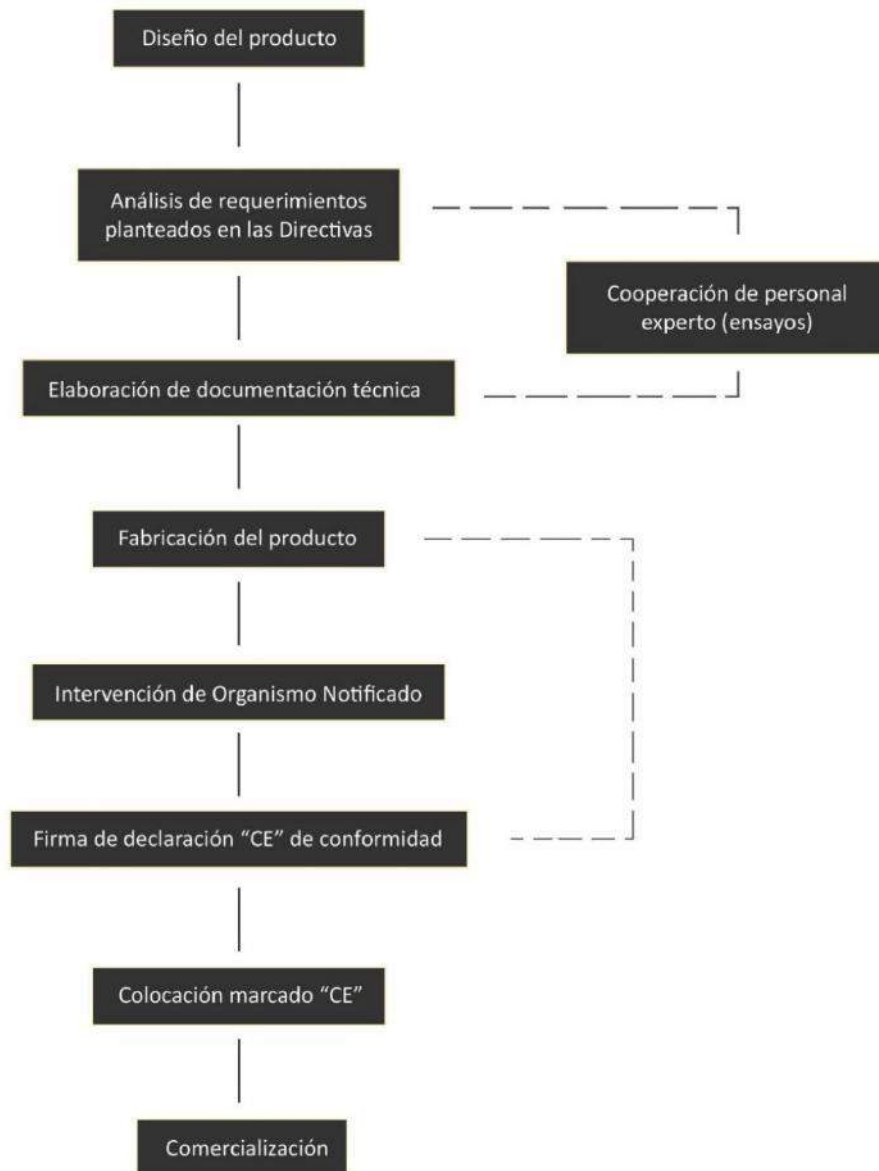 Diseño del producto
Análisis de requerimientos
planteados en las Directivas
Cooperación de personal
experto (ensayos)
Elaboración de documentación técnica
Fabricación del producto
Intervención de Organismo Notificado
Firma de declaración “CE” de conformidad
Colocación marcado “CE”
Comercialización